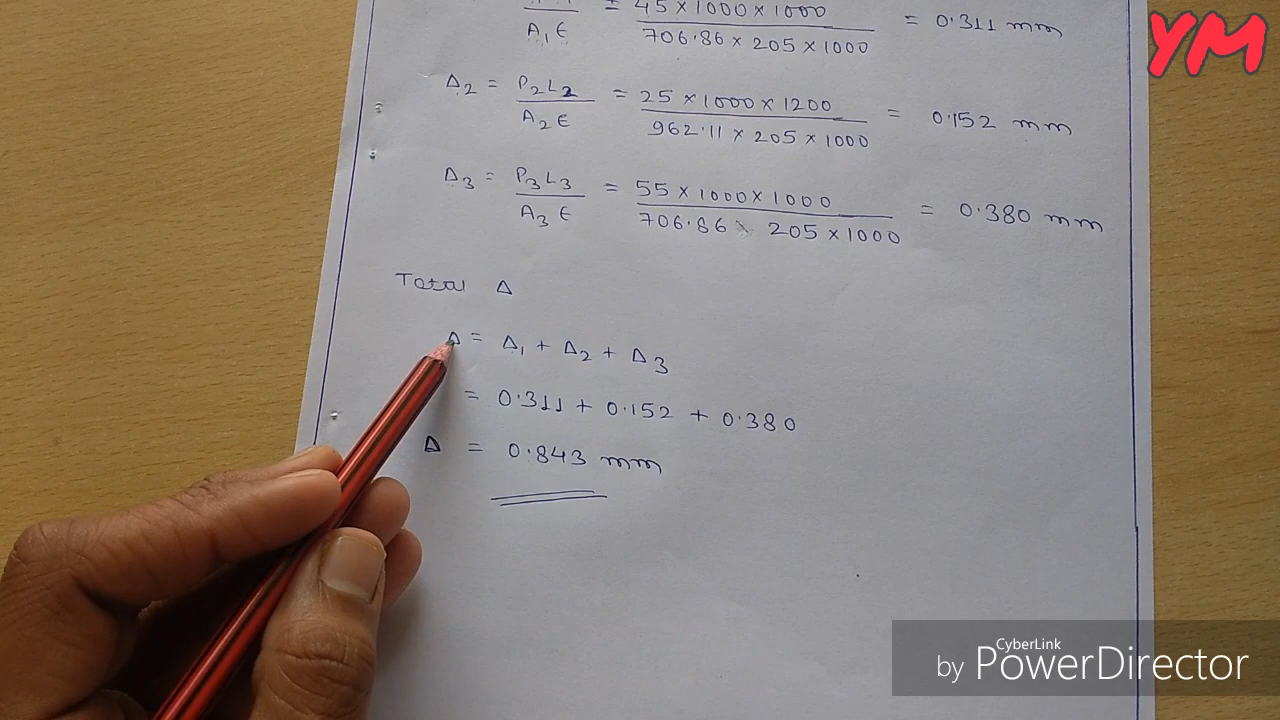 A₁E = 45 × 1000 × 1000 / 706.86 × 205 × 1000 = 0.311 mm
YM
Δ₂ = P₂L₂ / A₂E = 25 × 1000 × 1200 / 962.11 × 205 × 1000 = 0.152 mm
Δ₃ = P₃L₃ / A₃E = 55 × 1000 × 1000 / 706.86 × 205 × 1000 = 0.380 mm
Total Δ
Δ = Δ₁ + Δ₂ + Δ₃
= 0.311 + 0.152 + 0.380
Δ = 0.843 mm
CyberLink
by PowerDirector